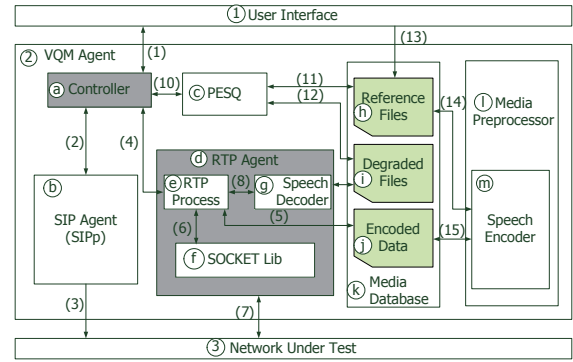 1 User Interface
(1)
(13)
2 VQM Agent
a Controller
(10)
c PESQ
(11)
(12)
h Reference
Files
(14)
l Media
Preprocessor
(2)
(4)
d RTP Agent
b
SIP Agent
(SIPp)
e RTP
Process
(8)
g Speech
Decoder
i Degraded
Files
m
Speech
Encoder
(6)
(5)
j Encoded
Data
(15)
f SOCKET Lib
k Media
Database
(3)
(7)
3 Network Under Test